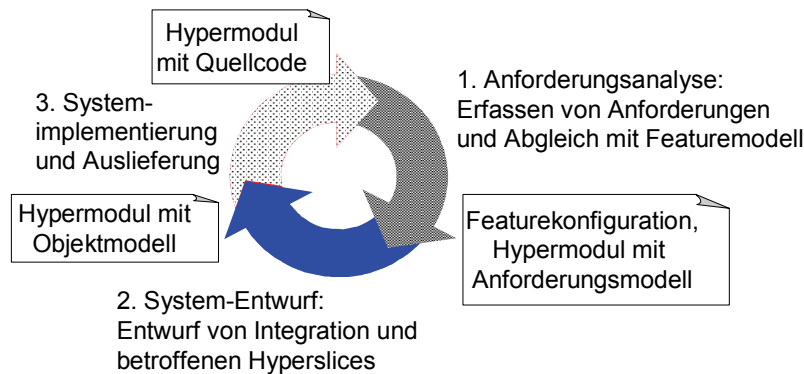 Hypermodul
mit Quellcode
1. Anforderungsanalyse:
Erfassen von Anforderungen
und Abgleich mit Featuremodell
3. System-
implementierung
und Auslieferung
Hypermodul mit
Objektmodell
Featurekonfiguration,
Hypermodul mit
Anforderungsmodell
2. System-Entwurf:
Entwurf von Integration und
betroffenen Hyperslices